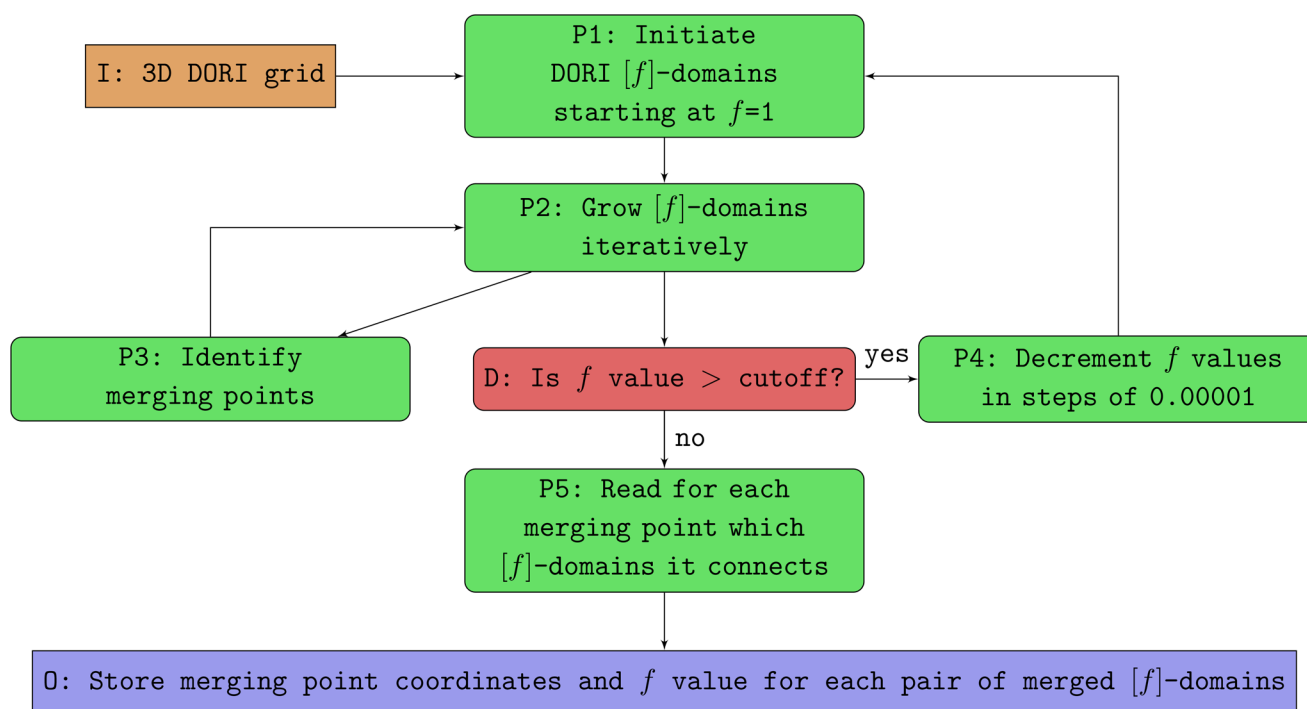 P1: Initiate
DORI [f]-domains
starting at f=1
I: 3D DORI grid
P2: Grow [f]-domains
iteratively
P3: Identify
merging points
D: Is f value > cutoff?
yes
P4: Decrement f values
in steps of 0.00001
no
P5: Read for each
merging point which
[f]-domains it connects
O: Store merging point coordinates and f value for each pair of merged [f]-domains